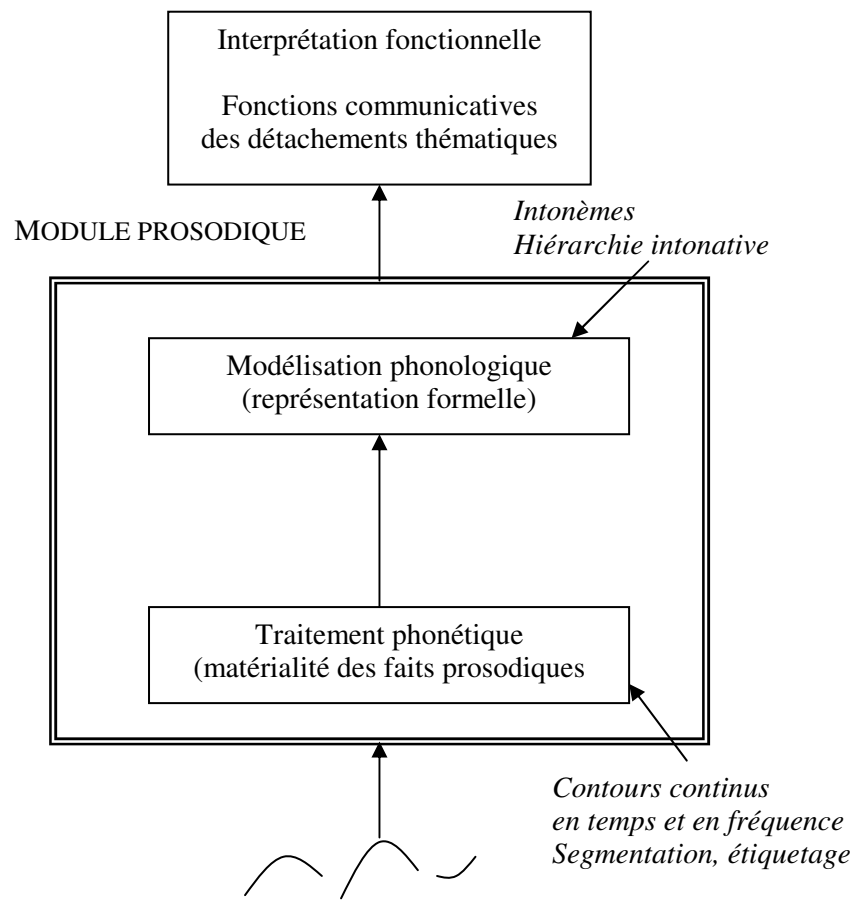 Interprétation fonctionnelle
Fonctions communicatives
des détachements thématiques
Intonèmes
Hiérarchie intonative
MODULE PROSODIQUE
Modélisation phonologique
(représentation formelle)
Traitement phonétique
(matérialité des faits prosodiques
Contours continus
en temps et en fréquence
Segmentation, étiquetage